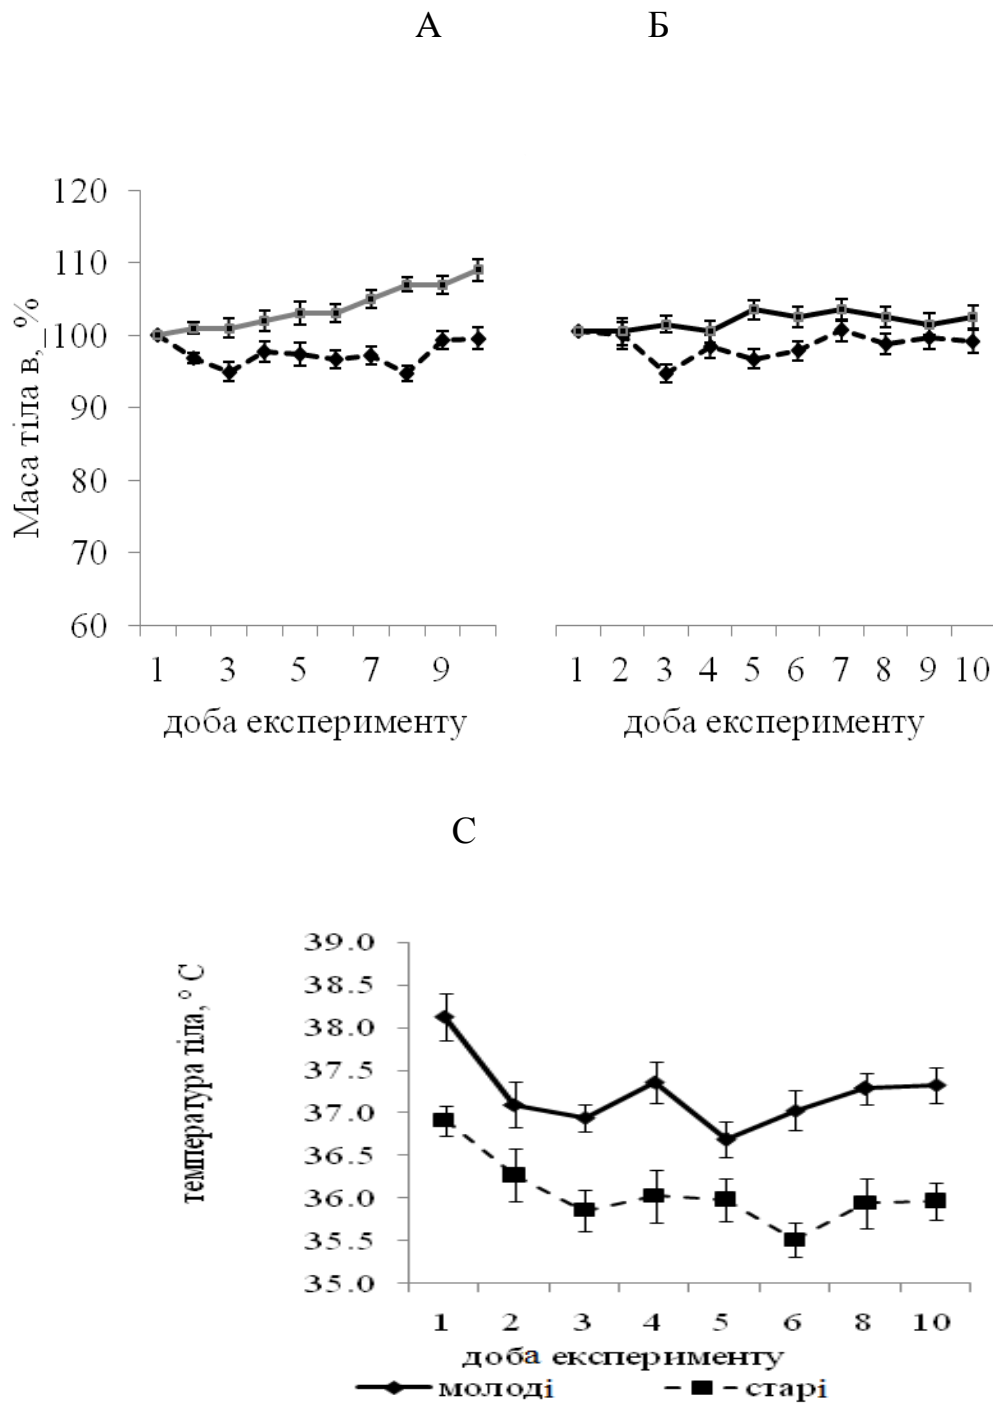 А Б
Маса тіла в,_%
120
110
100
90
80
70
60
1 3 5 7 9
доба експерименту
1 2 3 4 5 6 7 8 9 10
доба експерименту
С
температура тіла, ° С
39.0
38.5
38.0
37.5
37.0
36.5
36.0
35.5
35.0
1 2 3 4 5 6 8 10
доба експерименту
молоді старі